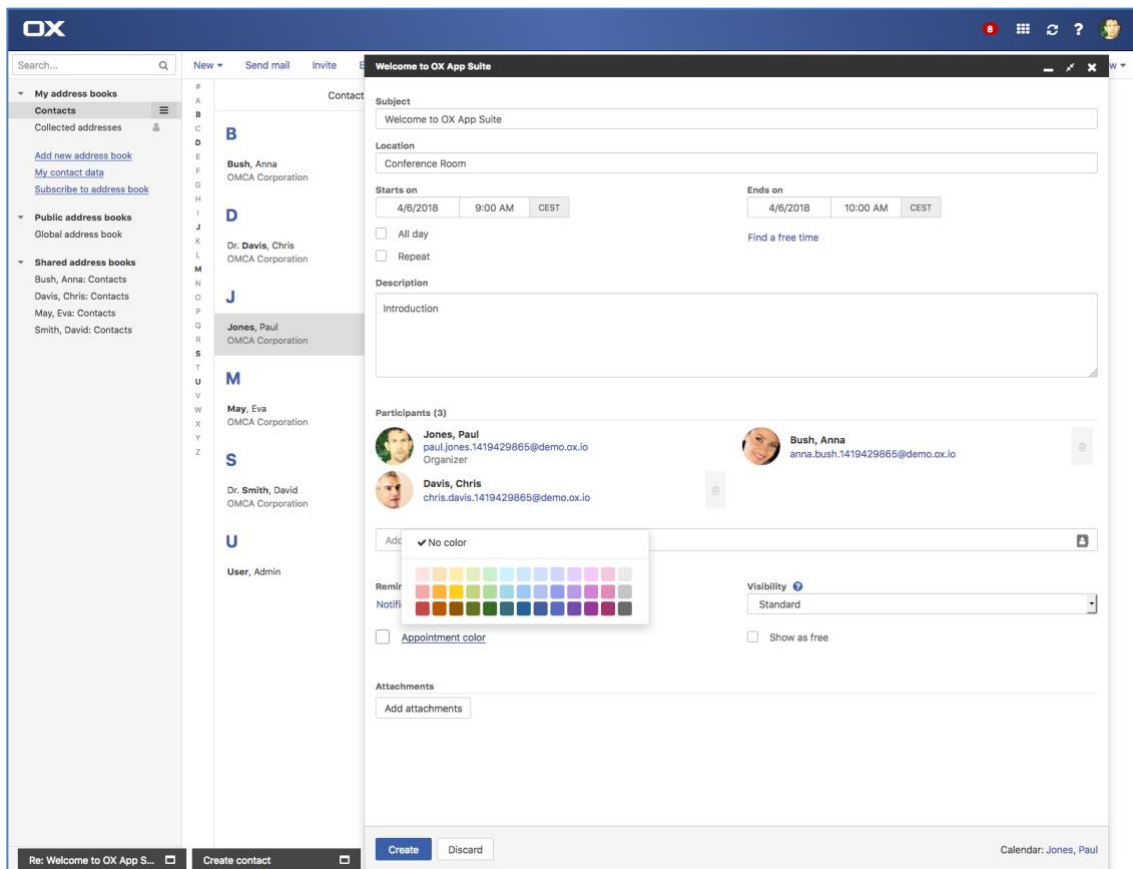 OX
8
?
Search...
New
Send mail
Invite
E
w
My address books
Contacts
Collected addresses
Add new address book
My contact data
Subscribe to address book
Public address books
Global address book
Shared address books
Bush, Anna: Contacts
Davis, Chris: Contacts
May, Eva: Contacts
Smith, David: Contacts
#
A
B
C
D
E
F
G
H
I
J
K
L
M
N
O
P
Q
R
S
T
U
V
W
X
Y
Z
Contact
B
Bush, Anna
OMCA Corporation
D
Dr. Davis, Chris
OMCA Corporation
J
Jones, Paul
OMCA Corporation
M
May, Eva
OMCA Corporation
S
Dr. Smith, David
OMCA Corporation
U
User, Admin
Welcome to OX App Suite
Subject
Welcome to OX App Suite
Location
Conference Room
Starts on
4/6/2018 9:00 AM CEST
Ends on
4/6/2018 10:00 AM CEST
All day
Find a free time
Repeat
Description
Introduction
Participants (3)
Jones, Paul
paul.jones.1419429865@demo.ox.io
Organizer
Bush, Anna
anna.bush.1419429865@demo.ox.io
Davis, Chris
chris.davis.1419429865@demo.ox.io
Add
No color
Remin
Notifi
Visibility ?
Standard
Appointment color
Show as free
Attachments
Add attachments
Create
Discard
Calendar: Jones, Paul
Re: Welcome to OX App S...
Create contact